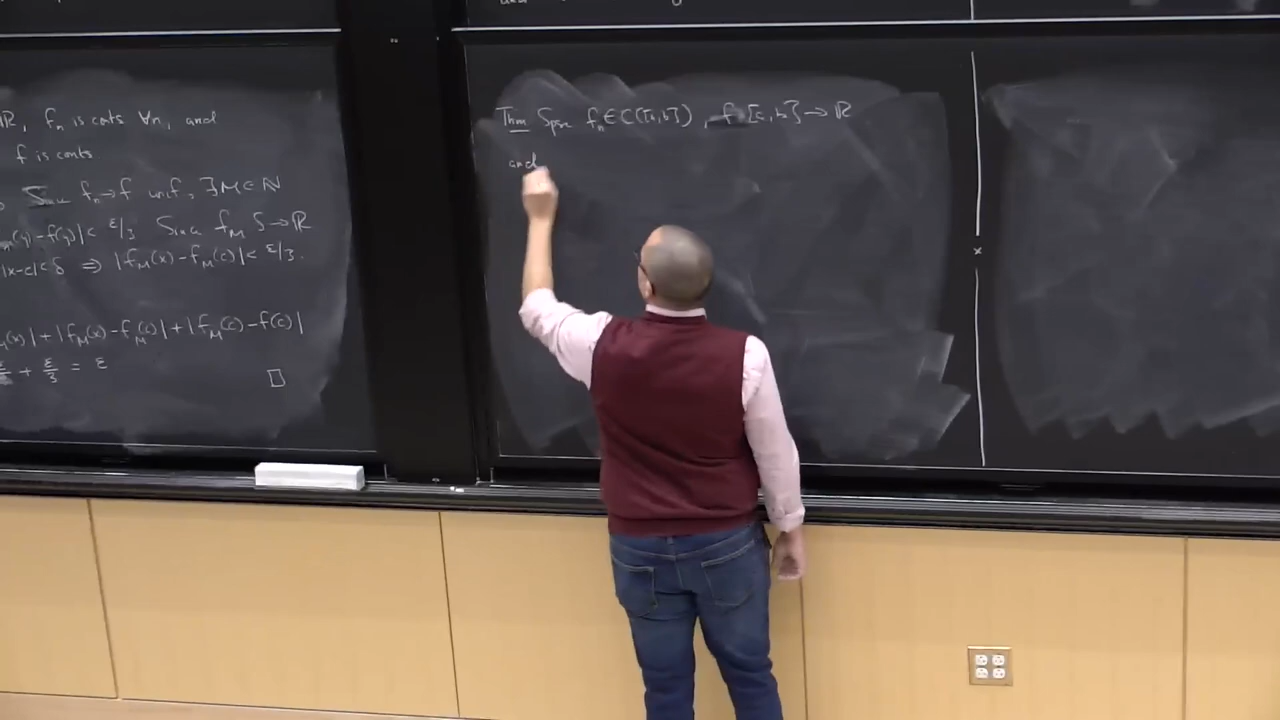 ℝ, fₙ is conts ∀n, and
f is conts
Since fₙ→f unif, ∃M∈ℕ
(y)-f(y)|< ε/3 Since f_M S→ℝ
|x-c|<δ ⇒ |f_M(x)-f_M(c)|< ε/3.
(x)|+|f_M(x)-f_M(c)|+|f_M(c)-f(c)|
+ ε/3 = ε
□
Thm Spse fₙ∈C([a,b]), f:[a,b]→ℝ
and
x